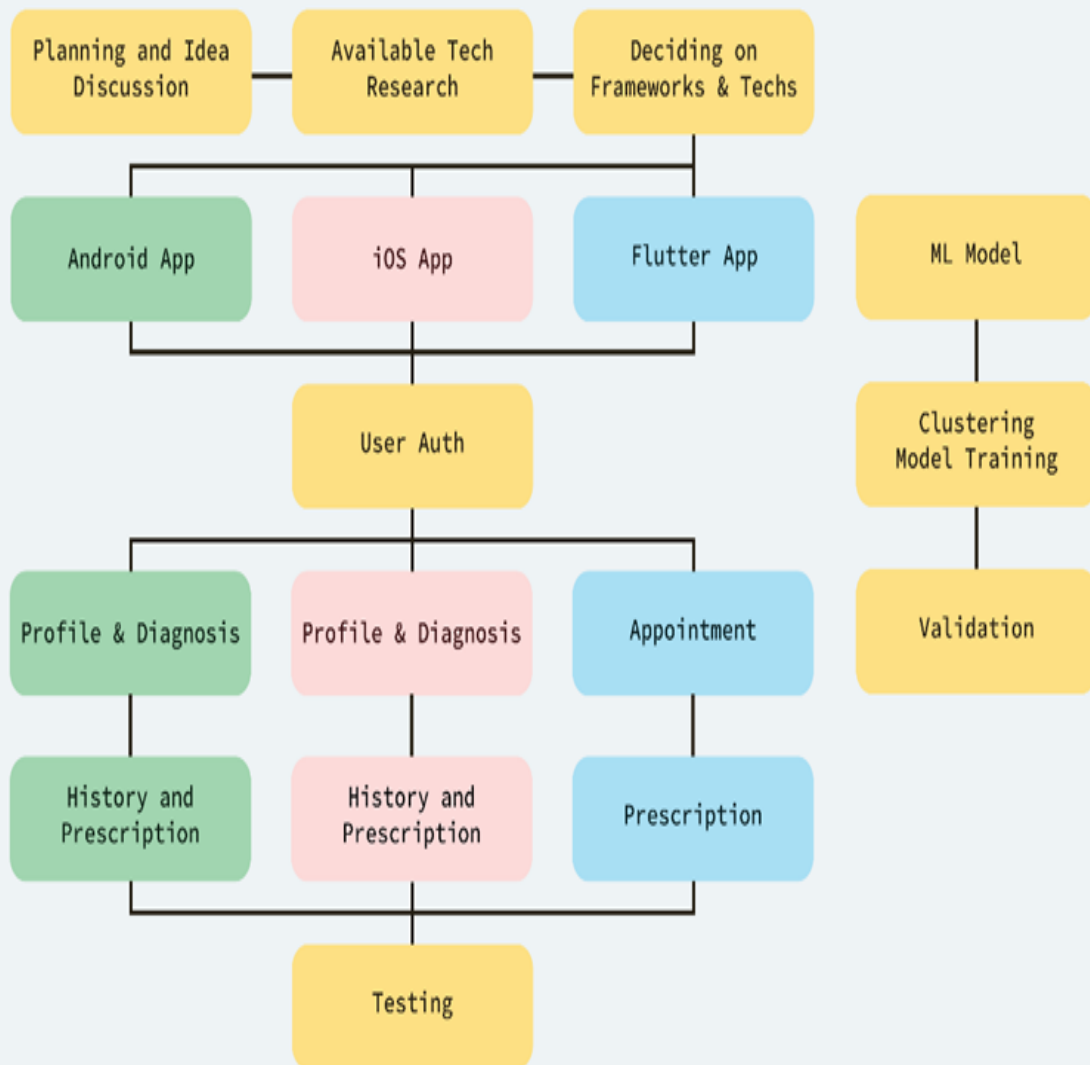 Planning and Idea
Discussion
Available Tech
Research
Deciding on
Frameworks & Techs
Android App
iOS App
Flutter App
ML Model
User Auth
Clustering
Model Training
Profile & Diagnosis
Profile & Diagnosis
Appointment
Validation
History and
Prescription
History and
Prescription
Prescription
Testing